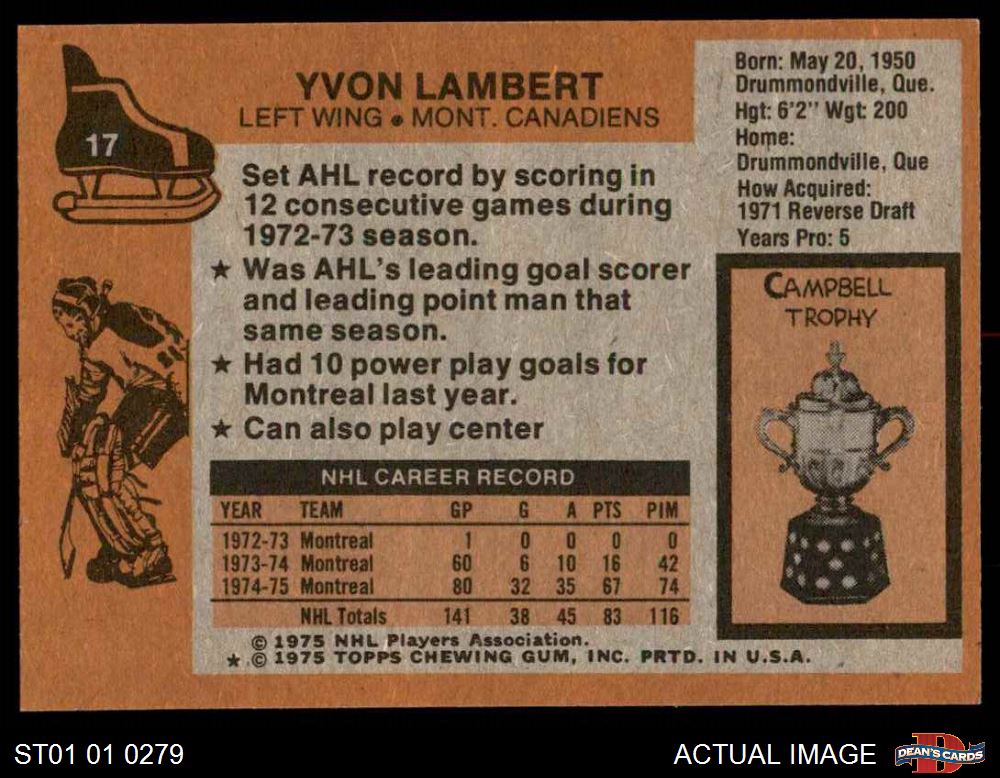 17
YVON LAMBERT
LEFT WING • MONT. CANADIENS
Born: May 20, 1950
Drummondville, Que.
Hgt: 6'2" Wgt: 200
Home:
Drummondville, Que
How Acquired:
1971 Reverse Draft
Years Pro: 5
Set AHL record by scoring in
12 consecutive games during
1972-73 season.
★ Was AHL's leading goal scorer
and leading point man that
same season.
★ Had 10 power play goals for
Montreal last year.
★ Can also play center
CAMPBELL
TROPHY
NHL CAREER RECORD
YEAR TEAM GP G A PTS PIM
1972-73 Montreal 1 0 0 0 0
1973-74 Montreal 60 6 10 16 42
1974-75 Montreal 80 32 35 67 74
NHL Totals 141 38 45 83 116
© 1975 NHL Players Association.
★ © 1975 TOPPS CHEWING GUM, INC. PRTD. IN U.S.A.
ST01 01 0279
ACTUAL IMAGE
D
DEAN'S CARDS